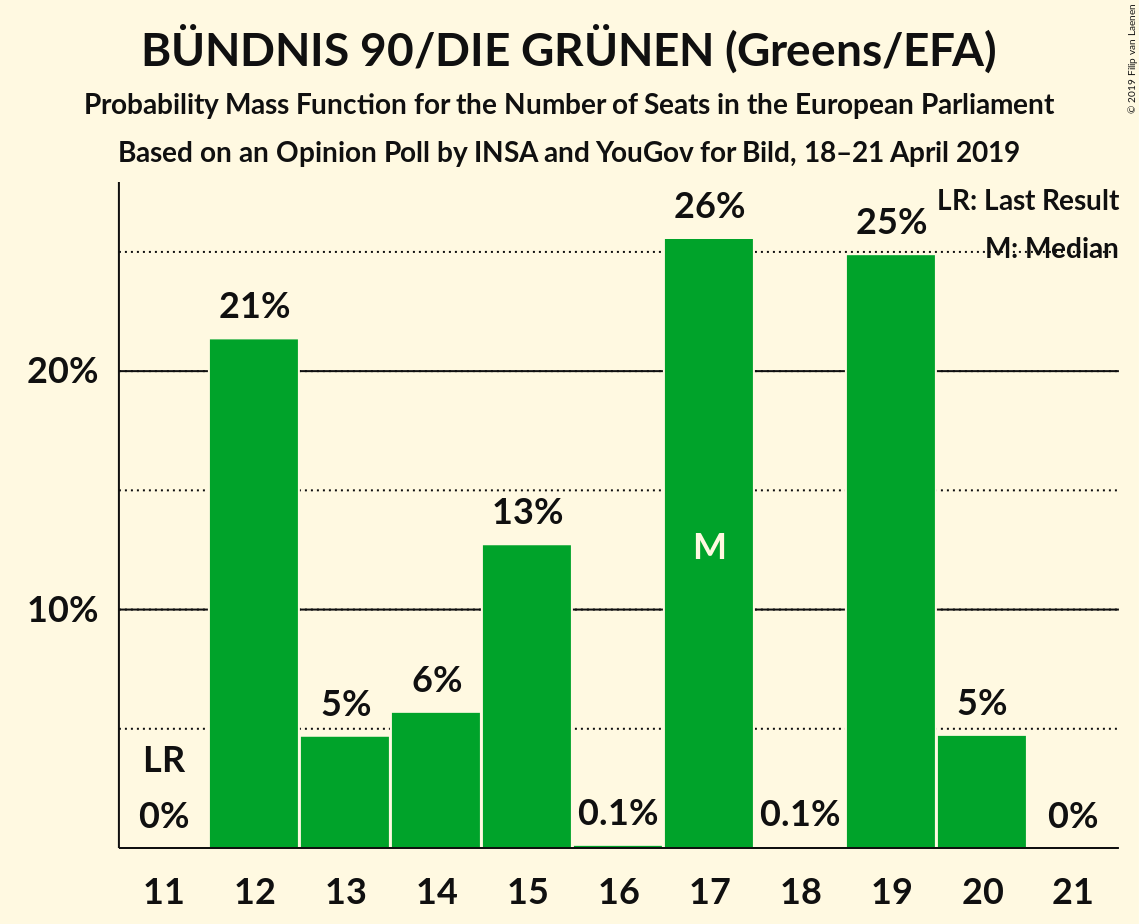 BÜNDNIS 90/DIE GRÜNEN (Greens/EFA)
Probability Mass Function for the Number of Seats in the European Parliament
Based on an Opinion Poll by INSA and YouGov for Bild, 18–21 April 2019
© 2019 Filip van Laenen
LR: Last Result
M: Median
26%
25%
21%
20%
13%
M
10%
6%
5%
5%
LR
0%
0.1%
0.1%
0%
11 12 13 14 15 16 17 18 19 20 21